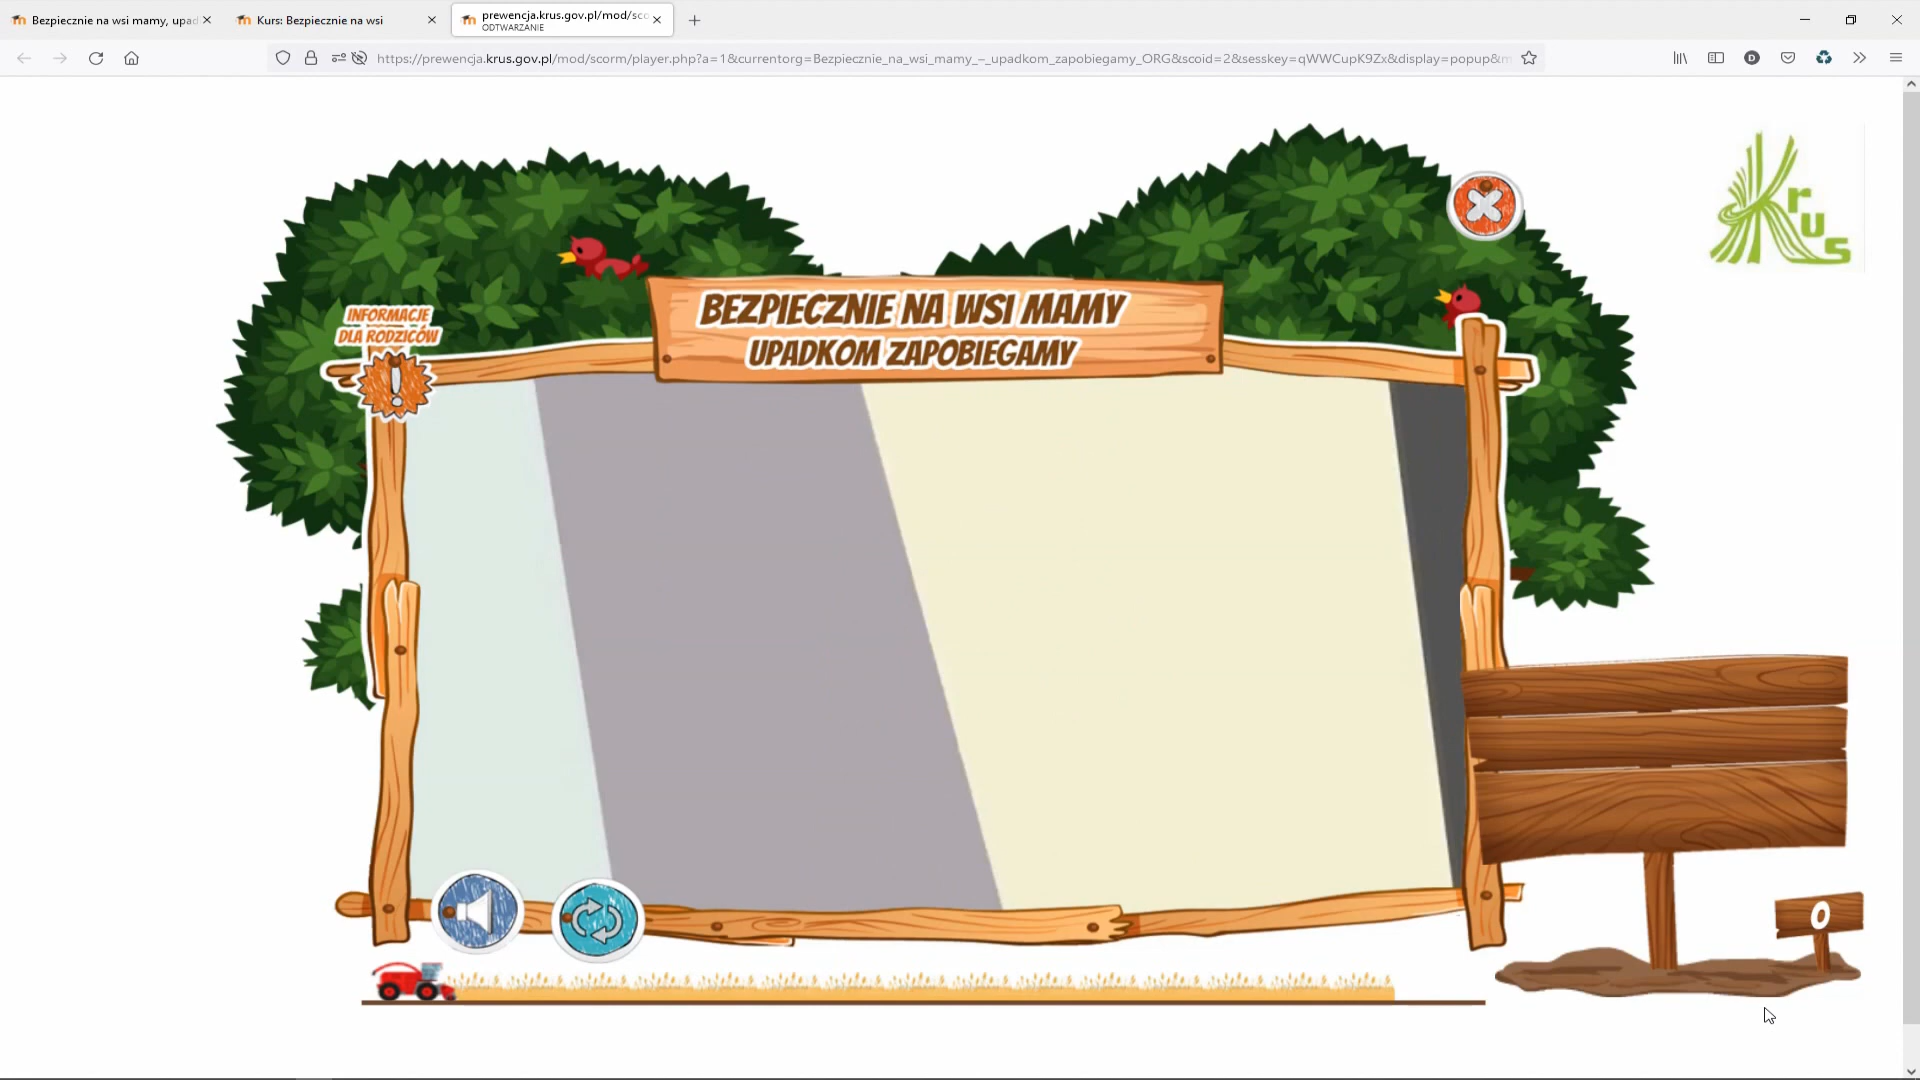 Bezpiecznie na wsi mamy, upad
Kurs: Bezpiecznie na wsi
prewencja.krus.gov.pl/mod/sco
ODTWARZANIE
https://prewencja.krus.gov.pl/mod/scorm/player.php?a=1&currentorg=Bezpiecznie_na_wsi_mamy_–_upadkom_zapobiegamy_ORG&scoid=2&sesskey=qWWCupK9Zx&display=popup&m
D
Krus
BEZPIECZNIE NA WSI MAMY
UPADKOM ZAPOBIEGAMY
INFORMACJE
DLA RODZICÓW
!
0